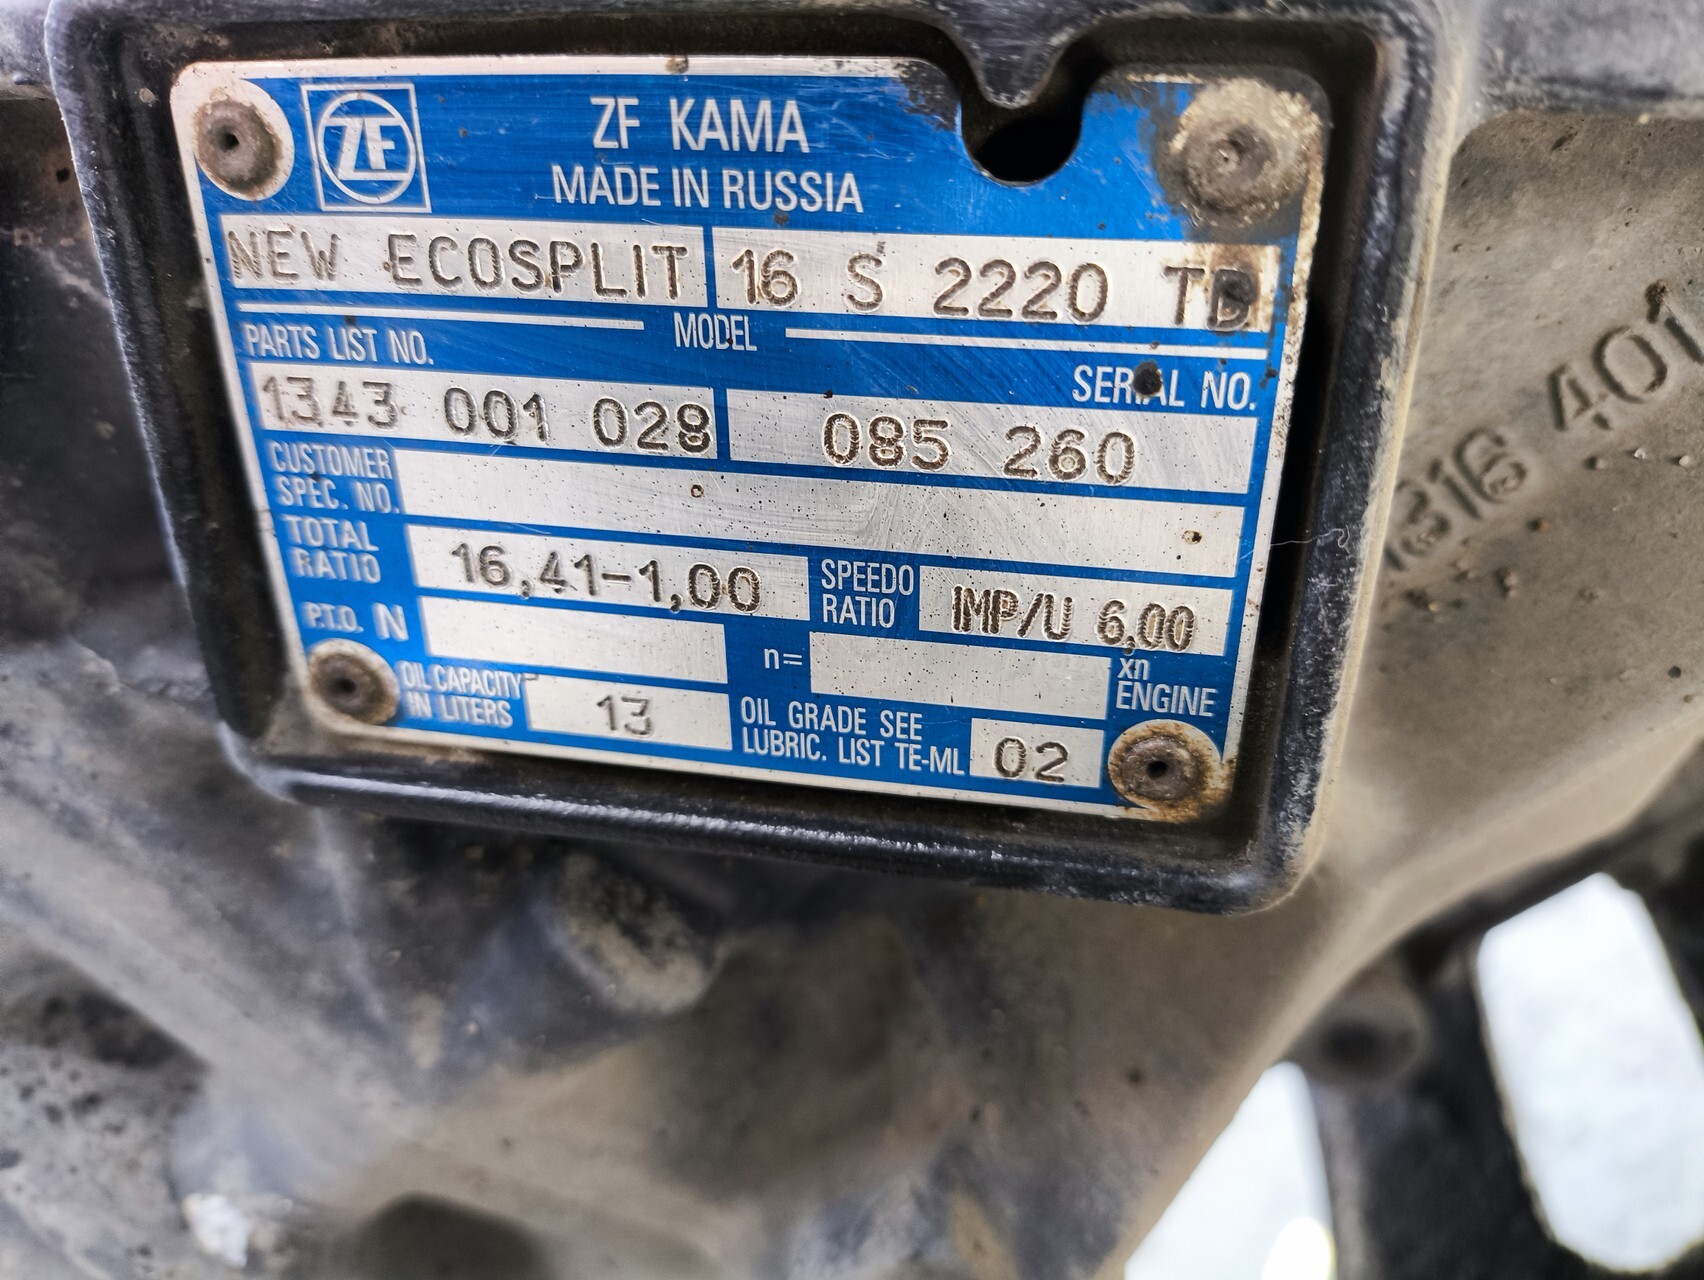 ZF
ZF KAMA
MADE IN RUSSIA
NEW ECOSPLIT 16 S 2220 TD
MODEL
PARTS LIST NO. SERIAL NO.
1343 001 028 085 260
CUSTOMER
SPEC. NO.
TOTAL
RATIO 16,41-1,00 SPEEDO
RATIO IMP/U 6,00
P.T.O. N n= xn
ENGINE
OIL CAPACITY
IN LITERS 13 OIL GRADE SEE
LUBRIC. LIST TE-ML 02
1316 401